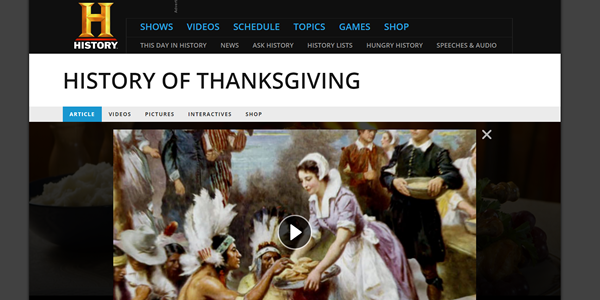 H
HISTORY
SHOWS VIDEOS SCHEDULE TOPICS GAMES SHOP
THIS DAY IN HISTORY NEWS ASK HISTORY HISTORY LISTS HUNGRY HISTORY SPEECHES & AUDIO
HISTORY OF THANKSGIVING
ARTICLE VIDEOS PICTURES INTERACTIVES SHOP